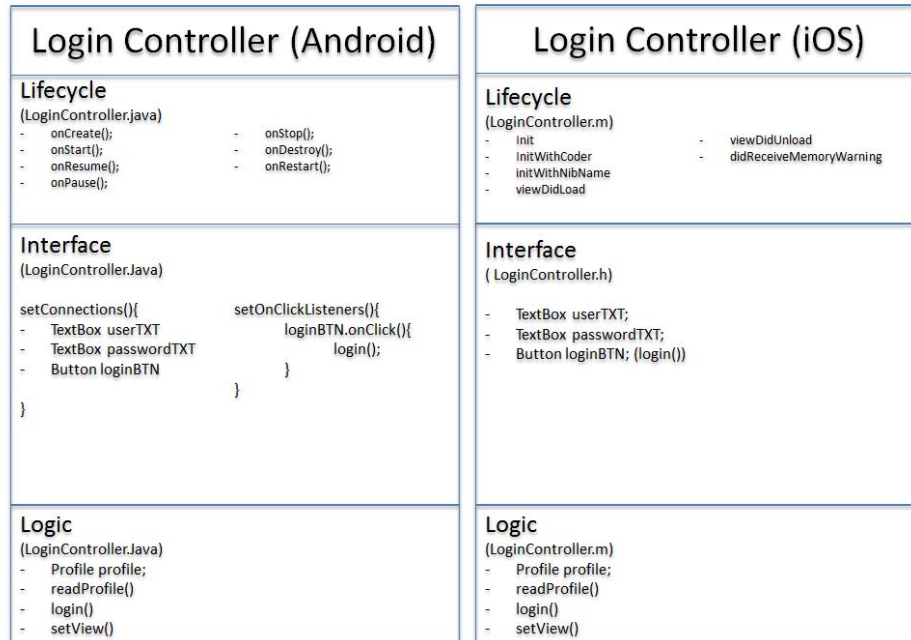 Login Controller (Android)
Lifecycle
(LoginController.java)
- onCreate();
- onStart();
- onResume();
- onPause();
- onStop();
- onDestroy();
- onRestart();
Interface
(LoginController.Java)
setConnections(){
- TextBox userTXT
- TextBox passwordTXT
- Button loginBTN
}
setOnClickListeners(){
loginBTN.onClick(){
login();
}
}
Logic
(LoginController.Java)
- Profile profile;
- readProfile()
- login()
- setView()
Login Controller (iOS)
Lifecycle
(LoginController.m)
- Init
- InitWithCoder
- initWithNibName
- viewDidLoad
- viewDidUnload
- didReceiveMemoryWarning
Interface
( LoginController.h)
- TextBox userTXT;
- TextBox passwordTXT;
- Button loginBTN; (login())
Logic
(LoginController.m)
- Profile profile;
- readProfile()
- login()
- setView()